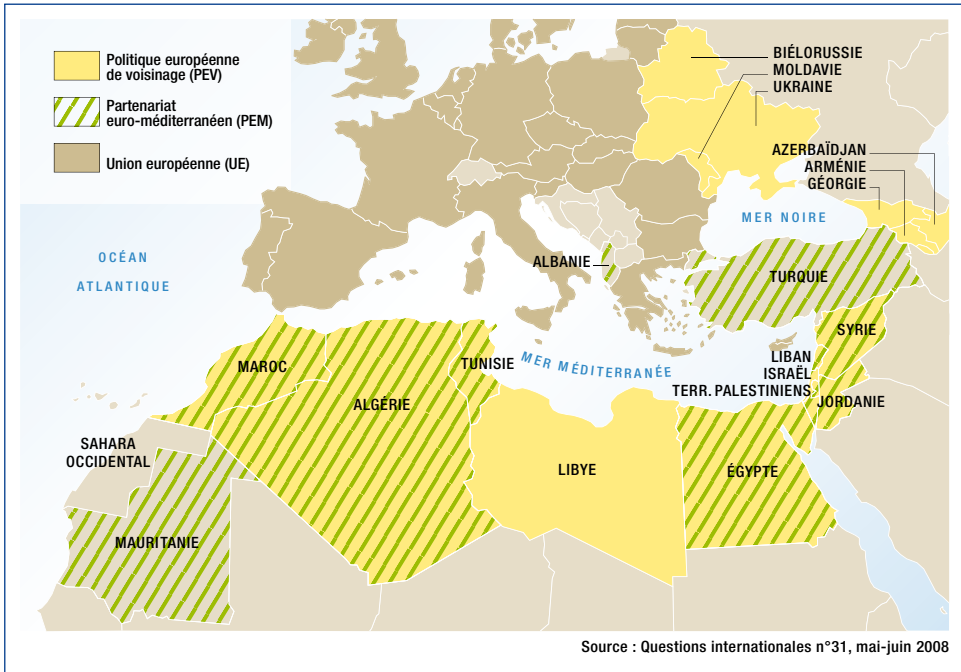 Politique européenne
de voisinage (PEV)
Partenariat
euro-méditerranéen (PEM)
Union européenne (UE)
BIÉLORUSSIE
MOLDAVIE
UKRAINE
AZERBAÏDJAN
ARMÉNIE
GÉORGIE
MER NOIRE
OCÉAN
ATLANTIQUE
ALBANIE
TURQUIE
SYRIE
LIBAN
ISRAËL
TERR. PALESTINIENS
JORDANIE
MER MÉDITERRANÉE
MAROC
TUNISIE
ALGÉRIE
LIBYE
ÉGYPTE
SAHARA
OCCIDENTAL
MAURITANIE
Source : Questions internationales n°31, mai-juin 2008